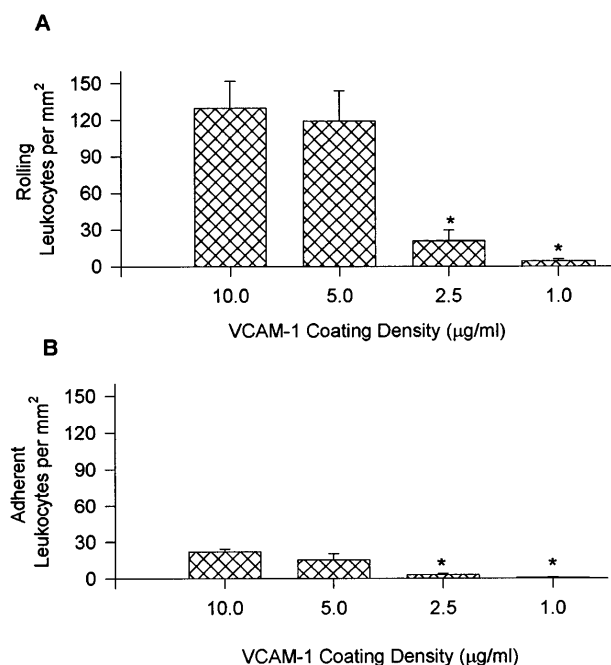 A
Rolling
Leukocytes per mm²
150
120
90
60
30
0
*
*
10.0 5.0 2.5 1.0
VCAM-1 Coating Density (μg/ml)
B
Adherent
Leukocytes per mm²
150
120
90
60
30
0
*
*
10.0 5.0 2.5 1.0
VCAM-1 Coating Density (μg/ml)